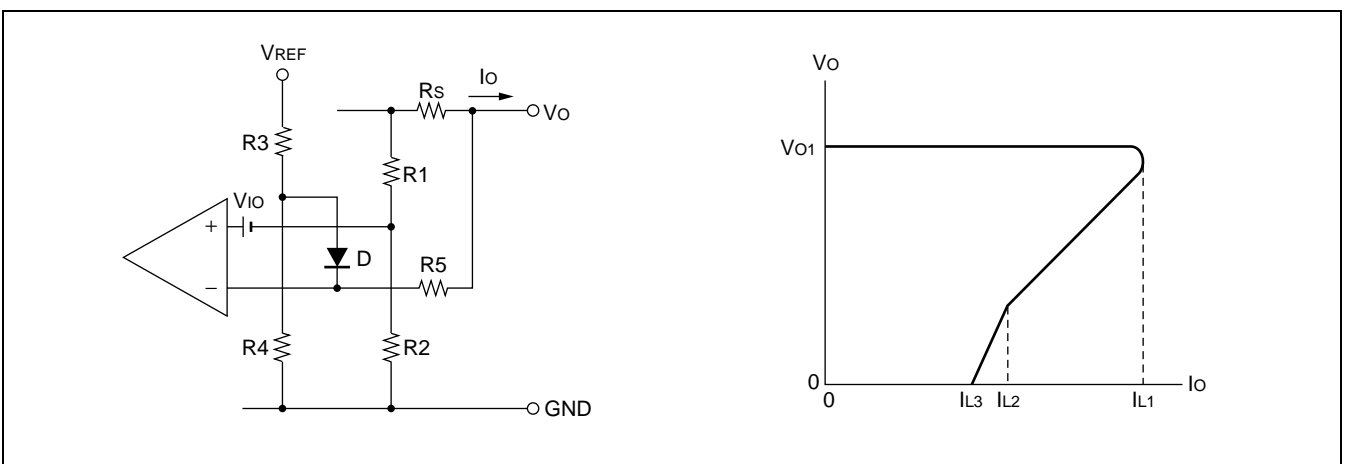 VREF
R3
RS
IO
VO
R1
VIO
+
−
D
R5
R4
R2
GND
VO
VO1
0
0
IL3
IL2
IL1
IO